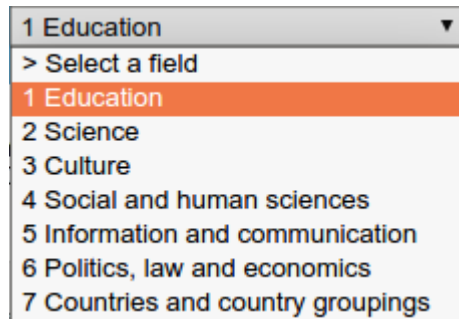 1 Education
> Select a field
1 Education
2 Science
3 Culture
4 Social and human sciences
5 Information and communication
6 Politics, law and economics
7 Countries and country groupings